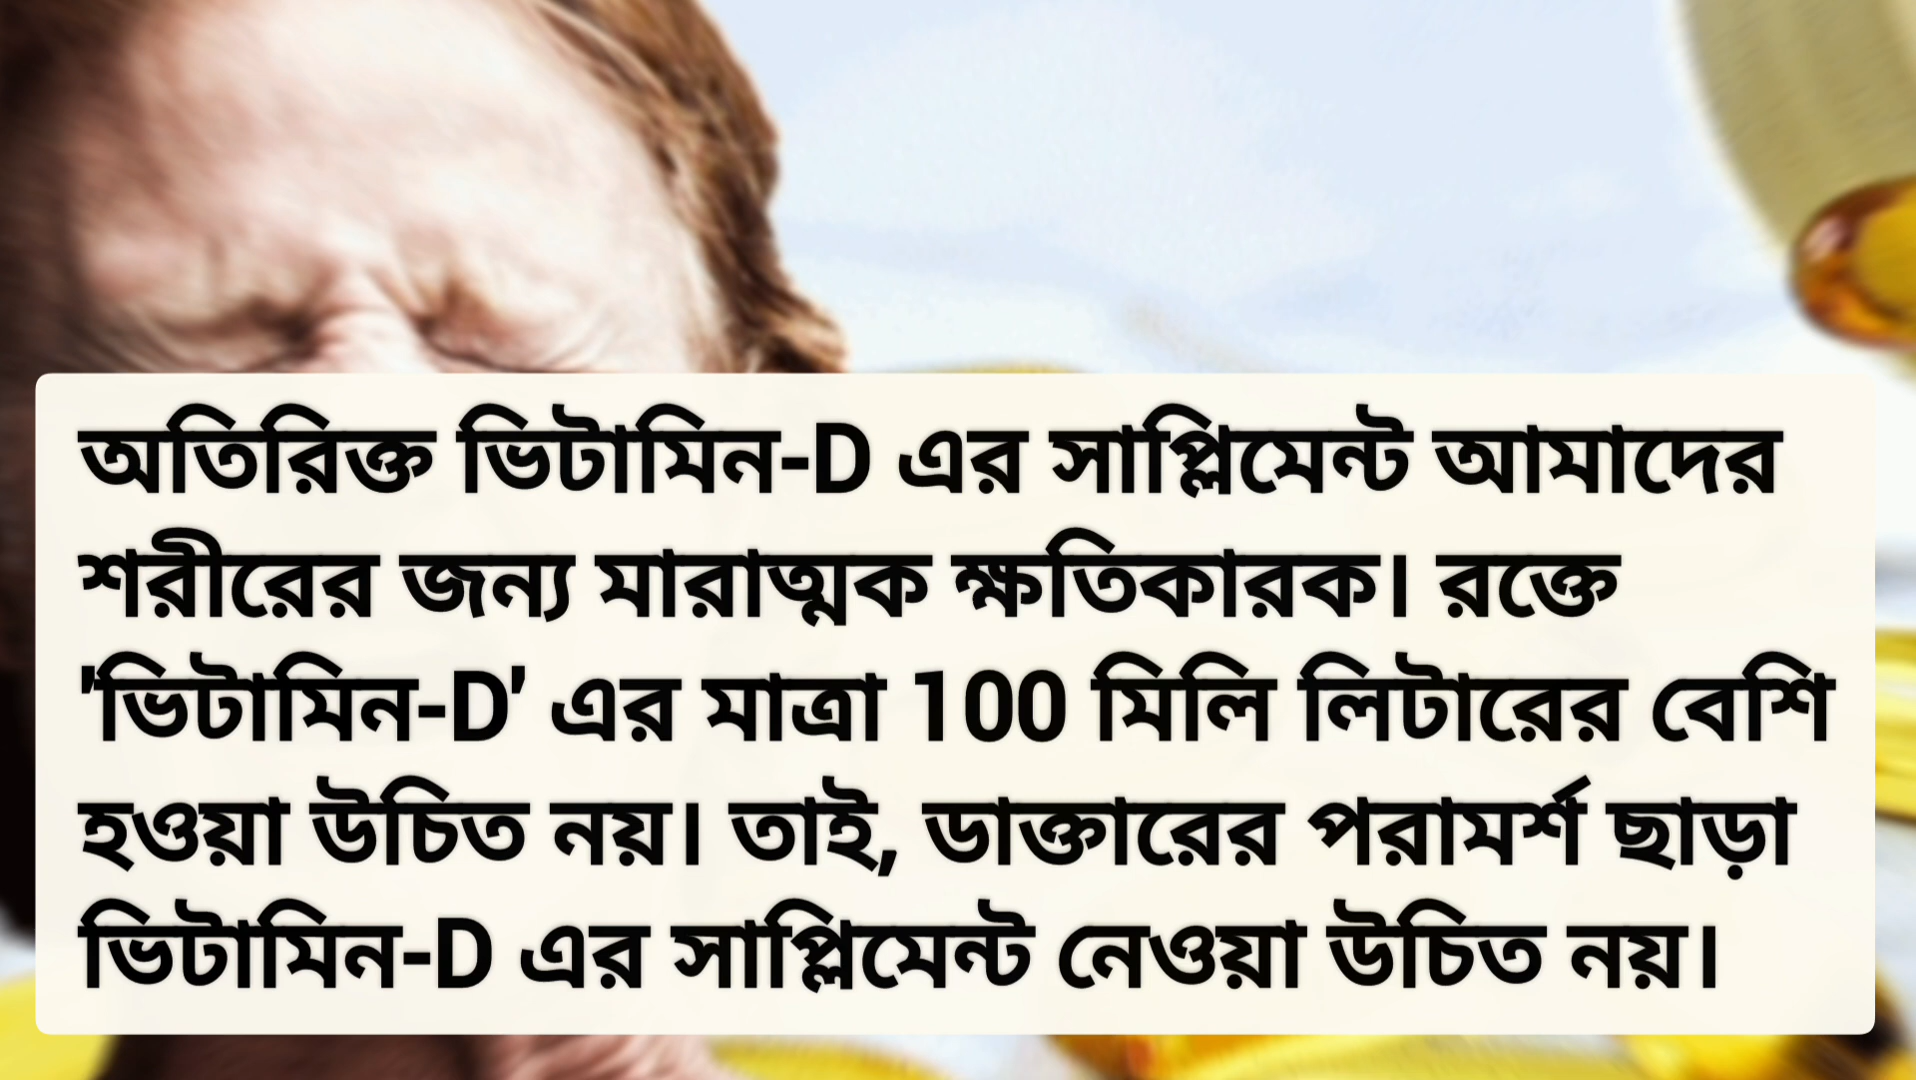 অতিরিক্ত ভিটামিন-D এর সাপ্লিমেন্ট আমাদের
শরীরের জন্য মারাত্মক ক্ষতিকারক। রক্তে
'ভিটামিন-D' এর মাত্রা 100 মিলি লিটারের বেশি
হওয়া উচিত নয়। তাই, ডাক্তারের পরামর্শ ছাড়া
ভিটামিন-D এর সাপ্লিমেন্ট নেওয়া উচিত নয়।